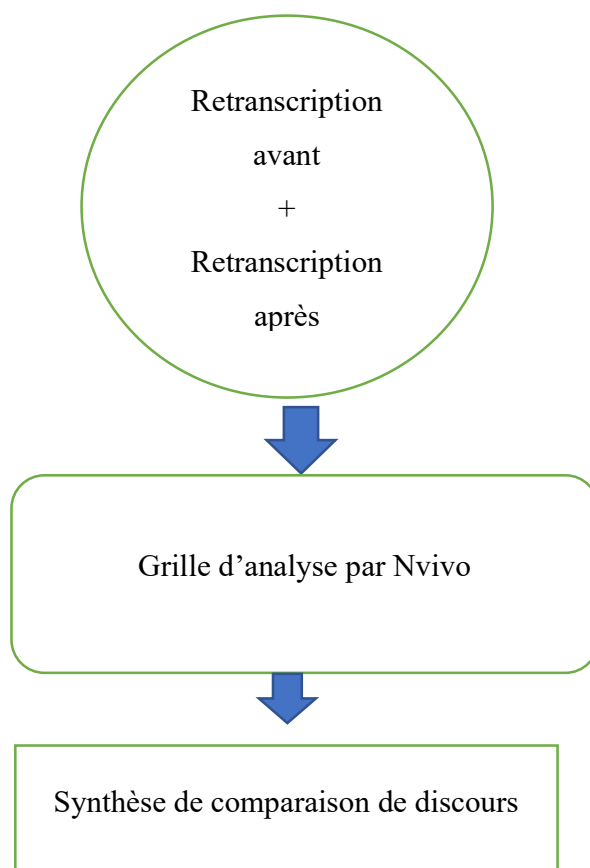 Retranscription
avant
+
Retranscription
après
Grille d’analyse par Nvivo
Synthèse de comparaison de discours